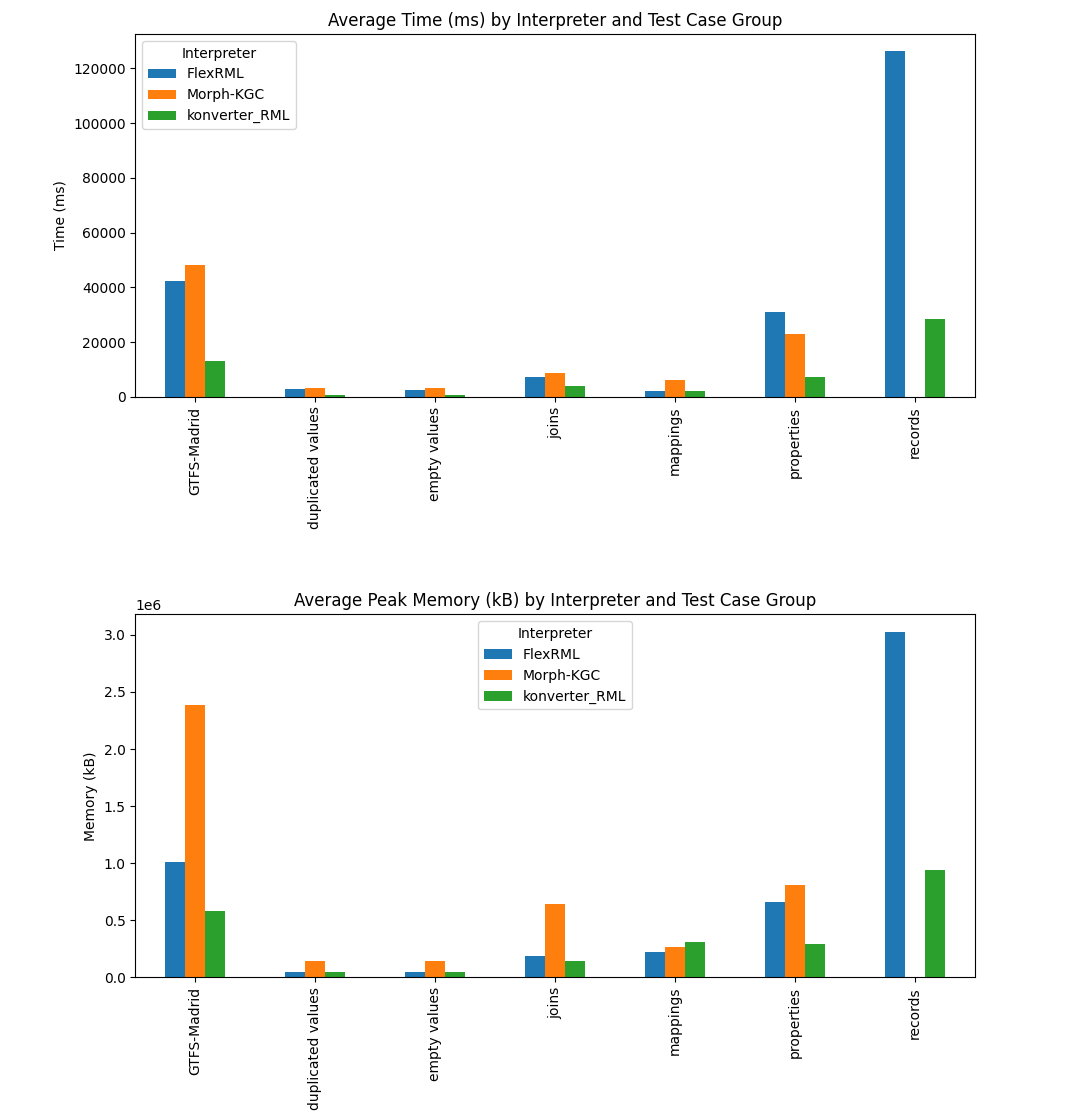 Average Time (ms) by Interpreter and Test Case Group
Interpreter
FlexRML
Morph-KGC
konverter_RML
Time (ms)
120000
100000
80000
60000
40000
20000
0
GTFS-Madrid
duplicated values
empty values
joins
mappings
properties
records
Average Peak Memory (kB) by Interpreter and Test Case Group
1e6
Interpreter
FlexRML
Morph-KGC
konverter_RML
Memory (kB)
3.0
2.5
2.0
1.5
1.0
0.5
0.0
GTFS-Madrid
duplicated values
empty values
joins
mappings
properties
records